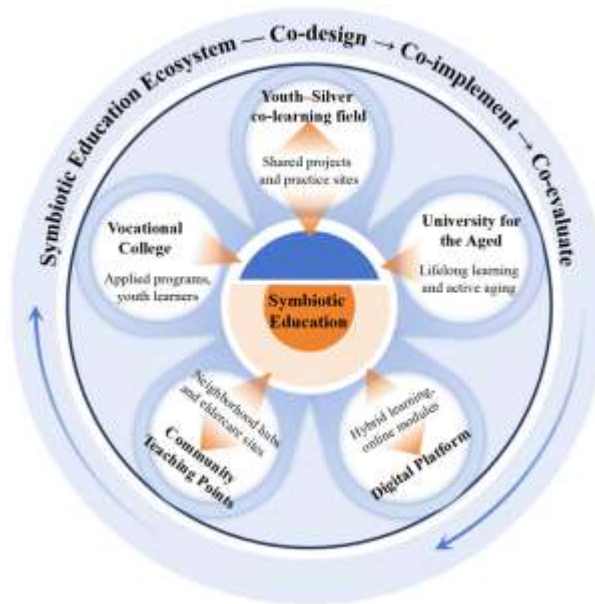 Symbiotic Education Ecosystem — Co-design → Co-implement → Co-evaluate
Youth–Silver
co-learning field
Shared projects
and practice sites
Vocational
College
Applied programs,
youth learners
University for
the Aged
Lifelong learning
and active aging
Symbiotic
Education
Neighborhood hubs
and eldercare sites
Community
Teaching Points
Hybrid learning,
online modules
Digital Platform